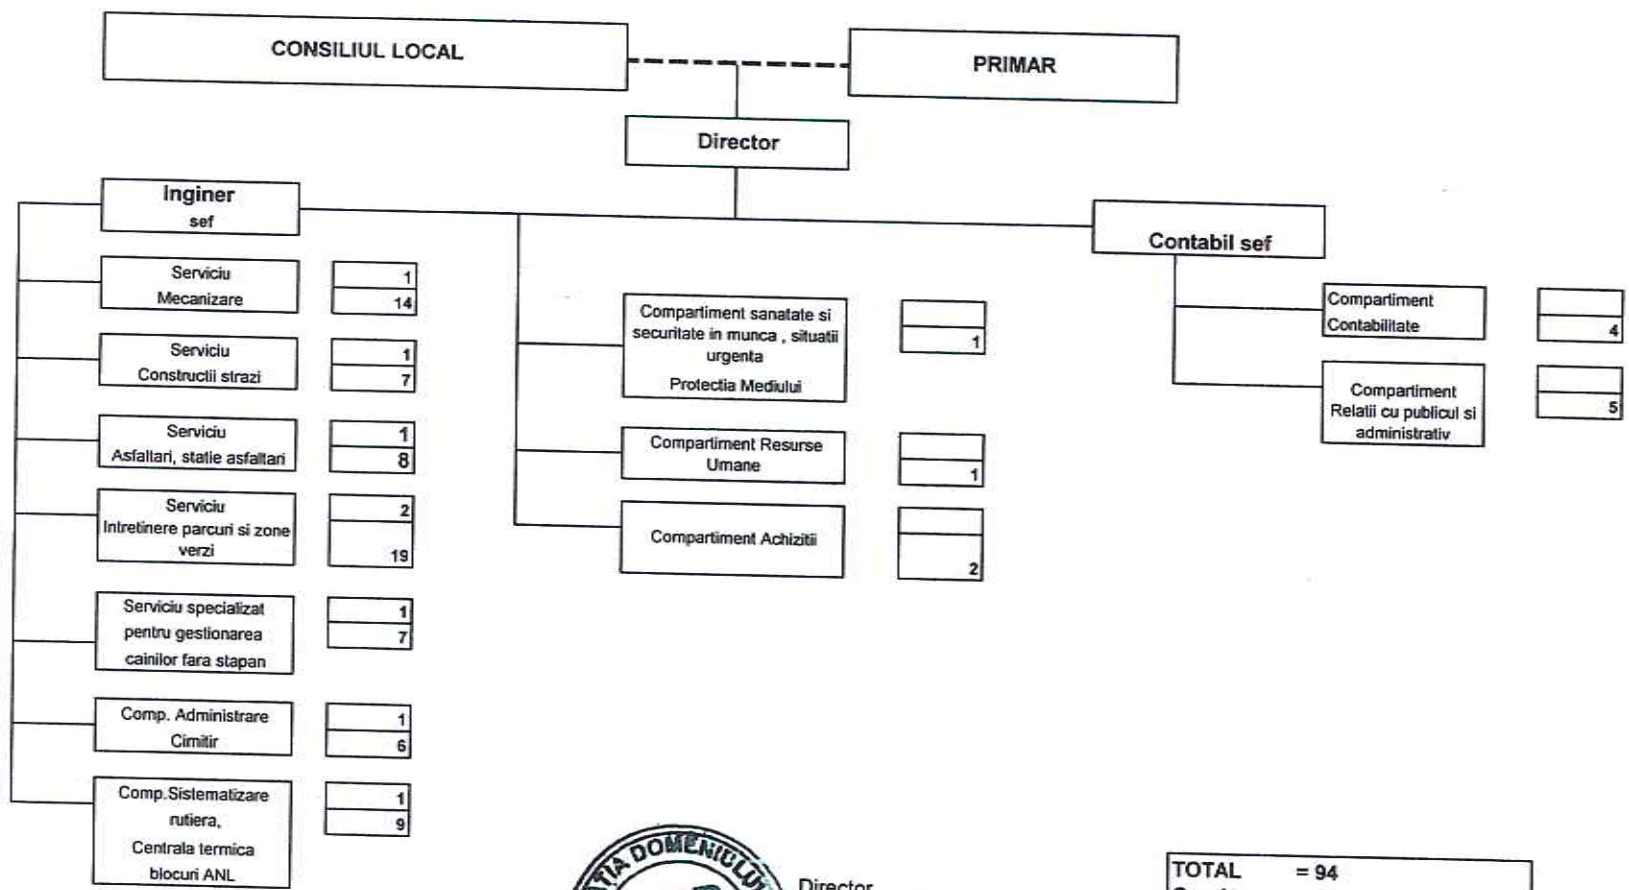 CONSILIUL LOCAL
PRIMAR
Director
Inginer
sef
Contabil sef
Serviciu
Mecanizare
1
14
Serviciu
Constructii strazi
1
7
Serviciu
Asfaltari, statie asfaltari
1
8
Serviciu
Intretinere parcuri si zone
verzi
2
19
Serviciu specializat
pentru gestionarea
cainilor fara stapan
1
7
Comp. Administrare
Cimitir
1
6
Comp.Sistematizare
rutiera,
Centrala termica
blocuri ANL
1
9
Compartiment sanatate si
securitate in munca , situatii
urgenta
Protectia Mediului
1
Compartiment Resurse
Umane
1
Compartiment Achizitii
2
Compartiment
Contabilitate
4
Compartiment
Relatii cu publicul si
administrativ
5
DOMENIULUI
Director
TOTAL = 94